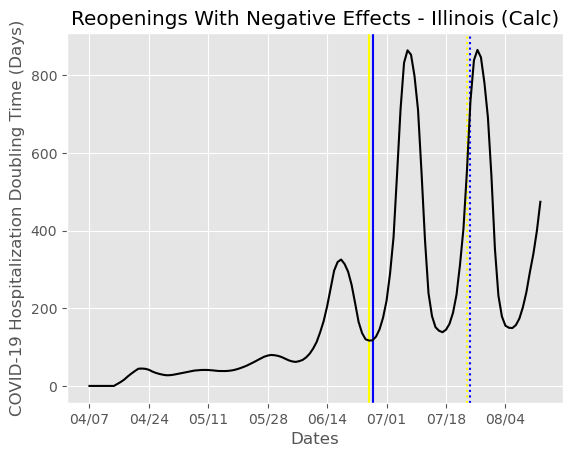 Reopenings With Negative Effects - Illinois (Calc)
COVID-19 Hospitalization Doubling Time (Days)
800
600
400
200
0
04/07 04/24 05/11 05/28 06/14 07/01 07/18 08/04
Dates